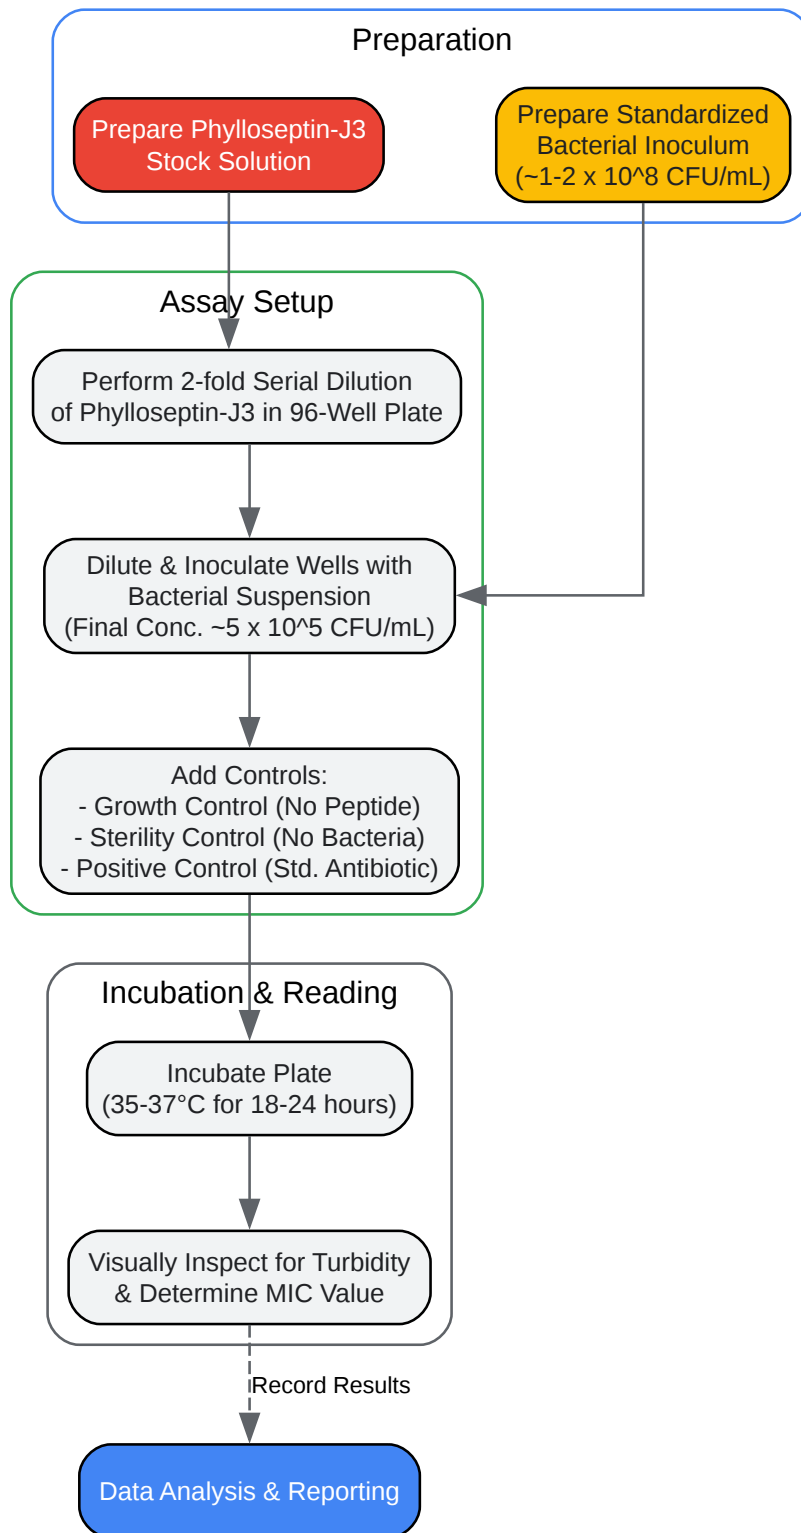 Preparation
Prepare Phylloseptin-J3
Stock Solution
Prepare Standardized
Bacterial Inoculum
(~1-2 x 10^8 CFU/mL)
Assay Setup
Perform 2-fold Serial Dilution
of Phylloseptin-J3 in 96-Well Plate
Dilute & Inoculate Wells with
Bacterial Suspension
(Final Conc. ~5 x 10^5 CFU/mL)
Add Controls:
- Growth Control (No Peptide)
- Sterility Control (No Bacteria)
- Positive Control (Std. Antibiotic)
Incubation & Reading
Incubate Plate
(35-37°C for 18-24 hours)
Visually Inspect for Turbidity
& Determine MIC Value
Record Results
Data Analysis & Reporting